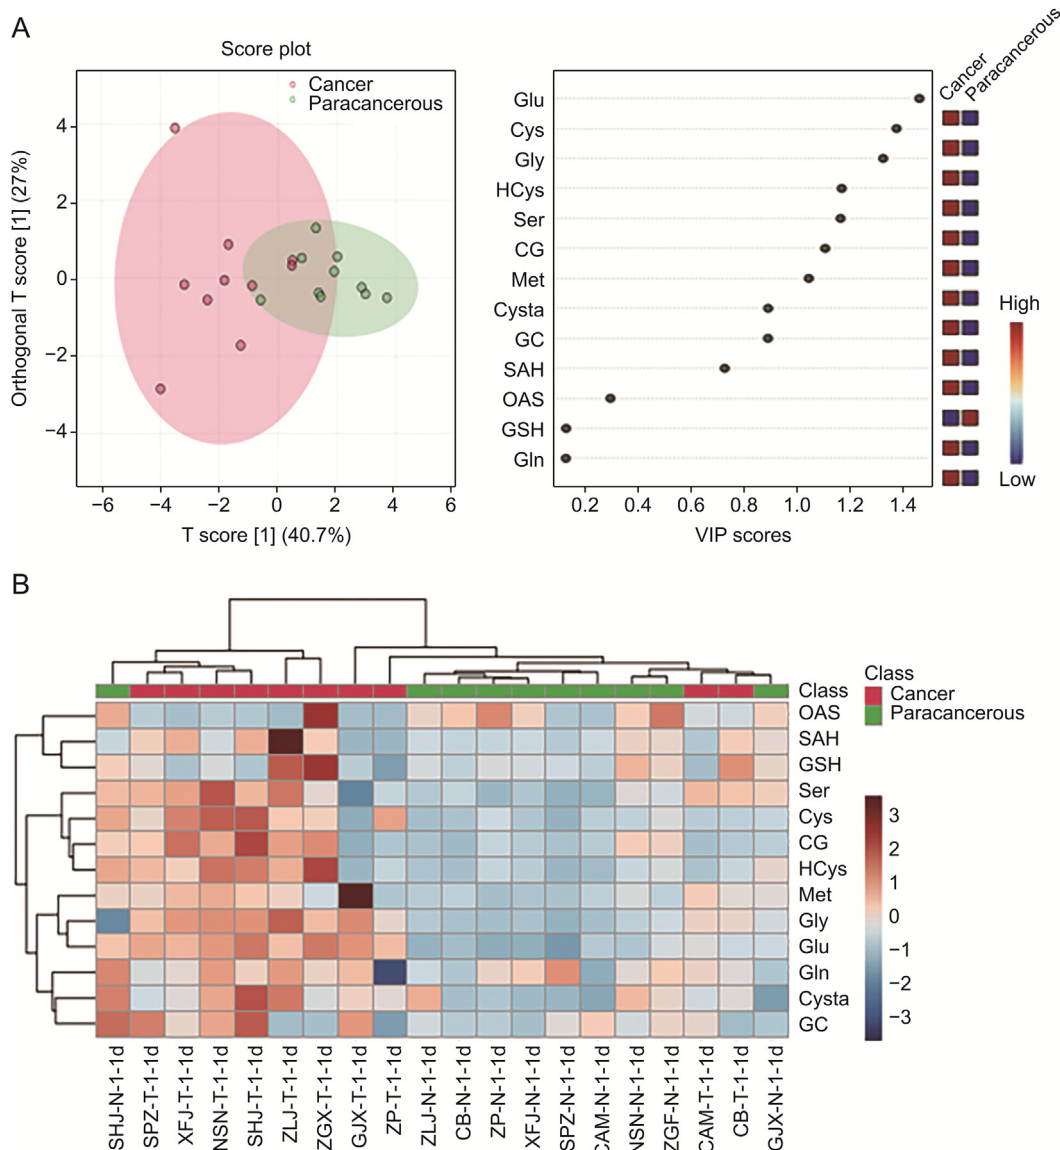 A
Score plot
Cancer
Paracancerous
Orthogonal T score [1] (27%)
4
2
0
−2
−4
−6
−4
−2
0
2
4
6
T score [1] (40.7%)
Cancer
Paracancerous
Glu
Cys
Gly
HCys
Ser
CG
Met
Cysta
GC
SAH
OAS
GSH
Gln
0.2
0.4
0.6
0.8
1.0
1.2
1.4
VIP scores
High
Low
B
Class
Class
Cancer
Paracancerous
OAS
SAH
GSH
Ser
Cys
CG
HCys
Met
Gly
Glu
Gln
Cysta
GC
3
2
1
0
−1
−2
−3
SHJ-N-1-1d
SPZ-T-1-1d
XFJ-T-1-1d
NSN-T-1-1d
SHJ-T-1-1d
ZLJ-T-1-1d
ZGX-T-1-1d
GJX-T-1-1d
ZP-T-1-1d
ZLJ-N-1-1d
CB-N-1-1d
ZP-N-1-1d
XFJ-N-1-1d
SPZ-N-1-1d
CAM-N-1-1d
NSN-N-1-1d
ZGF-N-1-1d
CAM-T-1-1d
CB-T-1-1d
GJX-N-1-1d